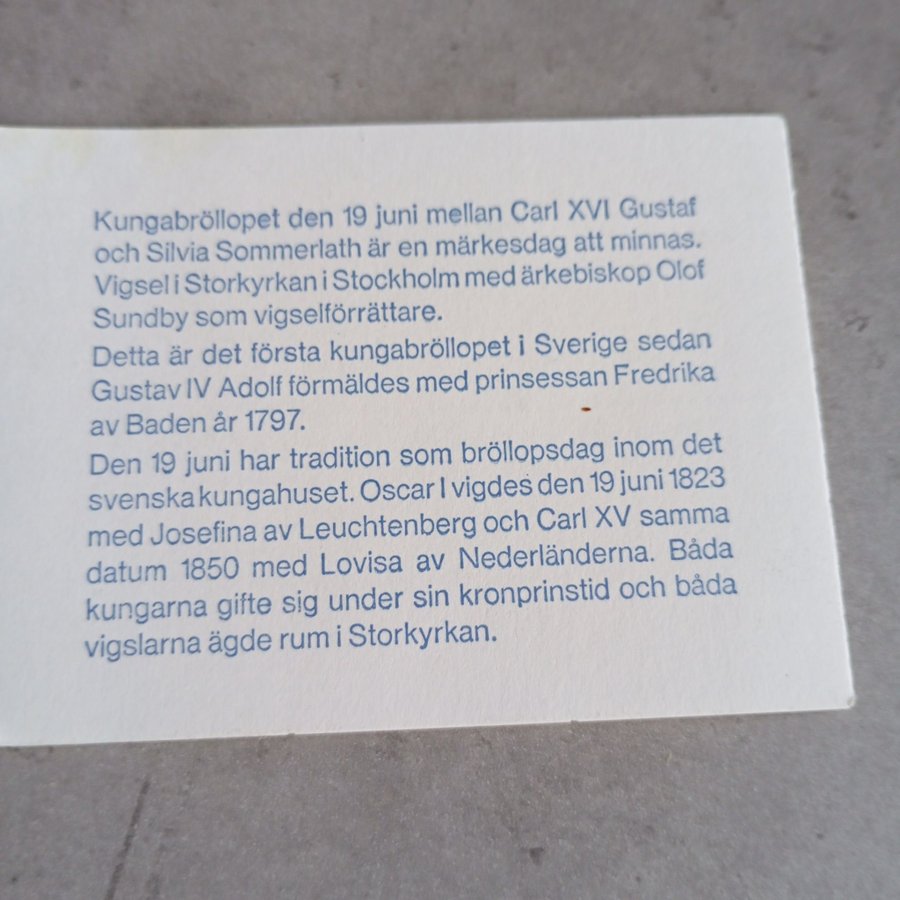 Kungabröllopet den 19 juni mellan Carl XVI Gustaf
och Silvia Sommerlath är en märkesdag att minnas.
Vigsel i Storkyrkan i Stockholm med ärkebiskop Olof
Sundby som vigselförrättare.
Detta är det första kungabröllopet i Sverige sedan
Gustav IV Adolf förmäldes med prinsessan Fredrika
av Baden år 1797.
Den 19 juni har tradition som bröllopsdag inom det
svenska kungahuset. Oscar I vigdes den 19 juni 1823
med Josefina av Leuchtenberg och Carl XV samma
datum 1850 med Lovisa av Nederländerna. Båda
kungarna gifte sig under sin kronprinstid och båda
vigslarna ägde rum i Storkyrkan.